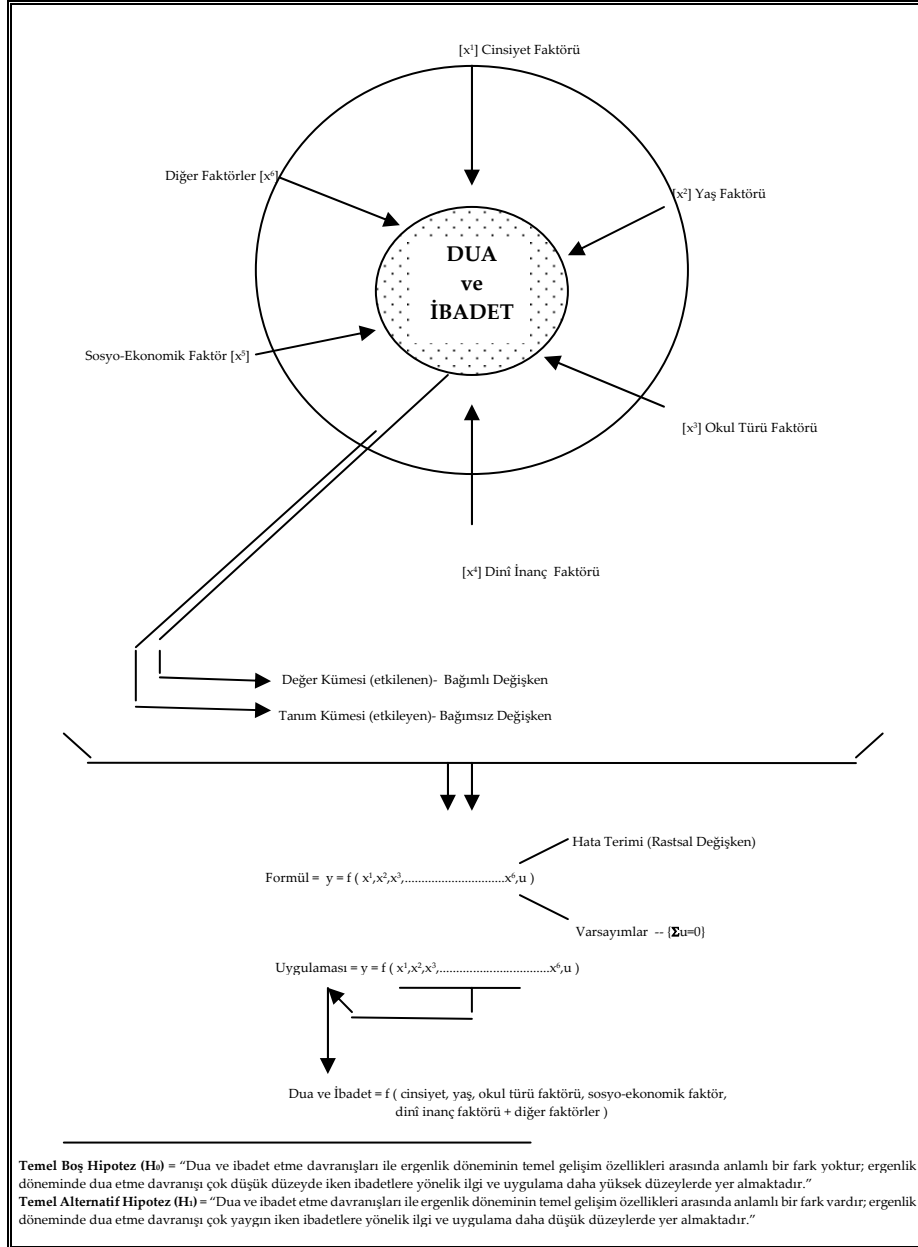 [x¹] Cinsiyet Faktörü
Diğer Faktörler [x⁶]
[x²] Yaş Faktörü
DUA
ve
İBADET
Sosyo-Ekonomik Faktör [x⁵]
[x³] Okul Türü Faktörü
[x⁴] Dinî İnanç Faktörü
Değer Kümesi (etkilenen)- Bağımlı Değişken
Tanım Kümesi (etkileyen)- Bağımsız Değişken
Hata Terimi (Rastsal Değişken)
Formül = y = f ( x¹,x²,x³,..............................x⁶,u )
Varsayımlar -- {Σu=0}
Uygulaması = y = f ( x¹,x²,x³,.................................x⁶,u )
Dua ve İbadet = f ( cinsiyet, yaş, okul türü faktörü, sosyo-ekonomik faktör,
dinî inanç faktörü + diğer faktörler )
Temel Boş Hipotez (H₀) = “Dua ve ibadet etme davranışları ile ergenlik döneminin temel gelişim özellikleri arasında anlamlı bir fark yoktur; ergenlik
döneminde dua etme davranışı çok düşük düzeyde iken ibadetlere yönelik ilgi ve uygulama daha yüksek düzeylerde yer almaktadır.”
Temel Alternatif Hipotez (H₁) = “Dua ve ibadet etme davranışları ile ergenlik döneminin temel gelişim özellikleri arasında anlamlı bir fark vardır; ergenlik
döneminde dua etme davranışı çok yaygın iken ibadetlere yönelik ilgi ve uygulama daha düşük düzeylerde yer almaktadır.”